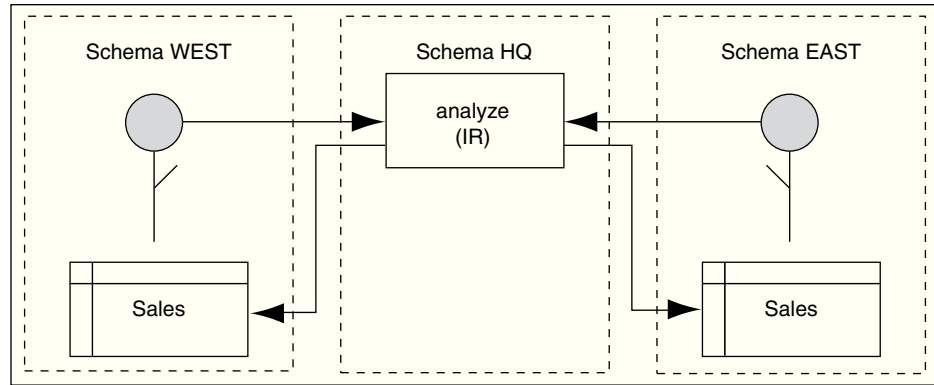 Schema WEST
Schema HQ
Schema EAST
analyze
(IR)
Sales
Sales